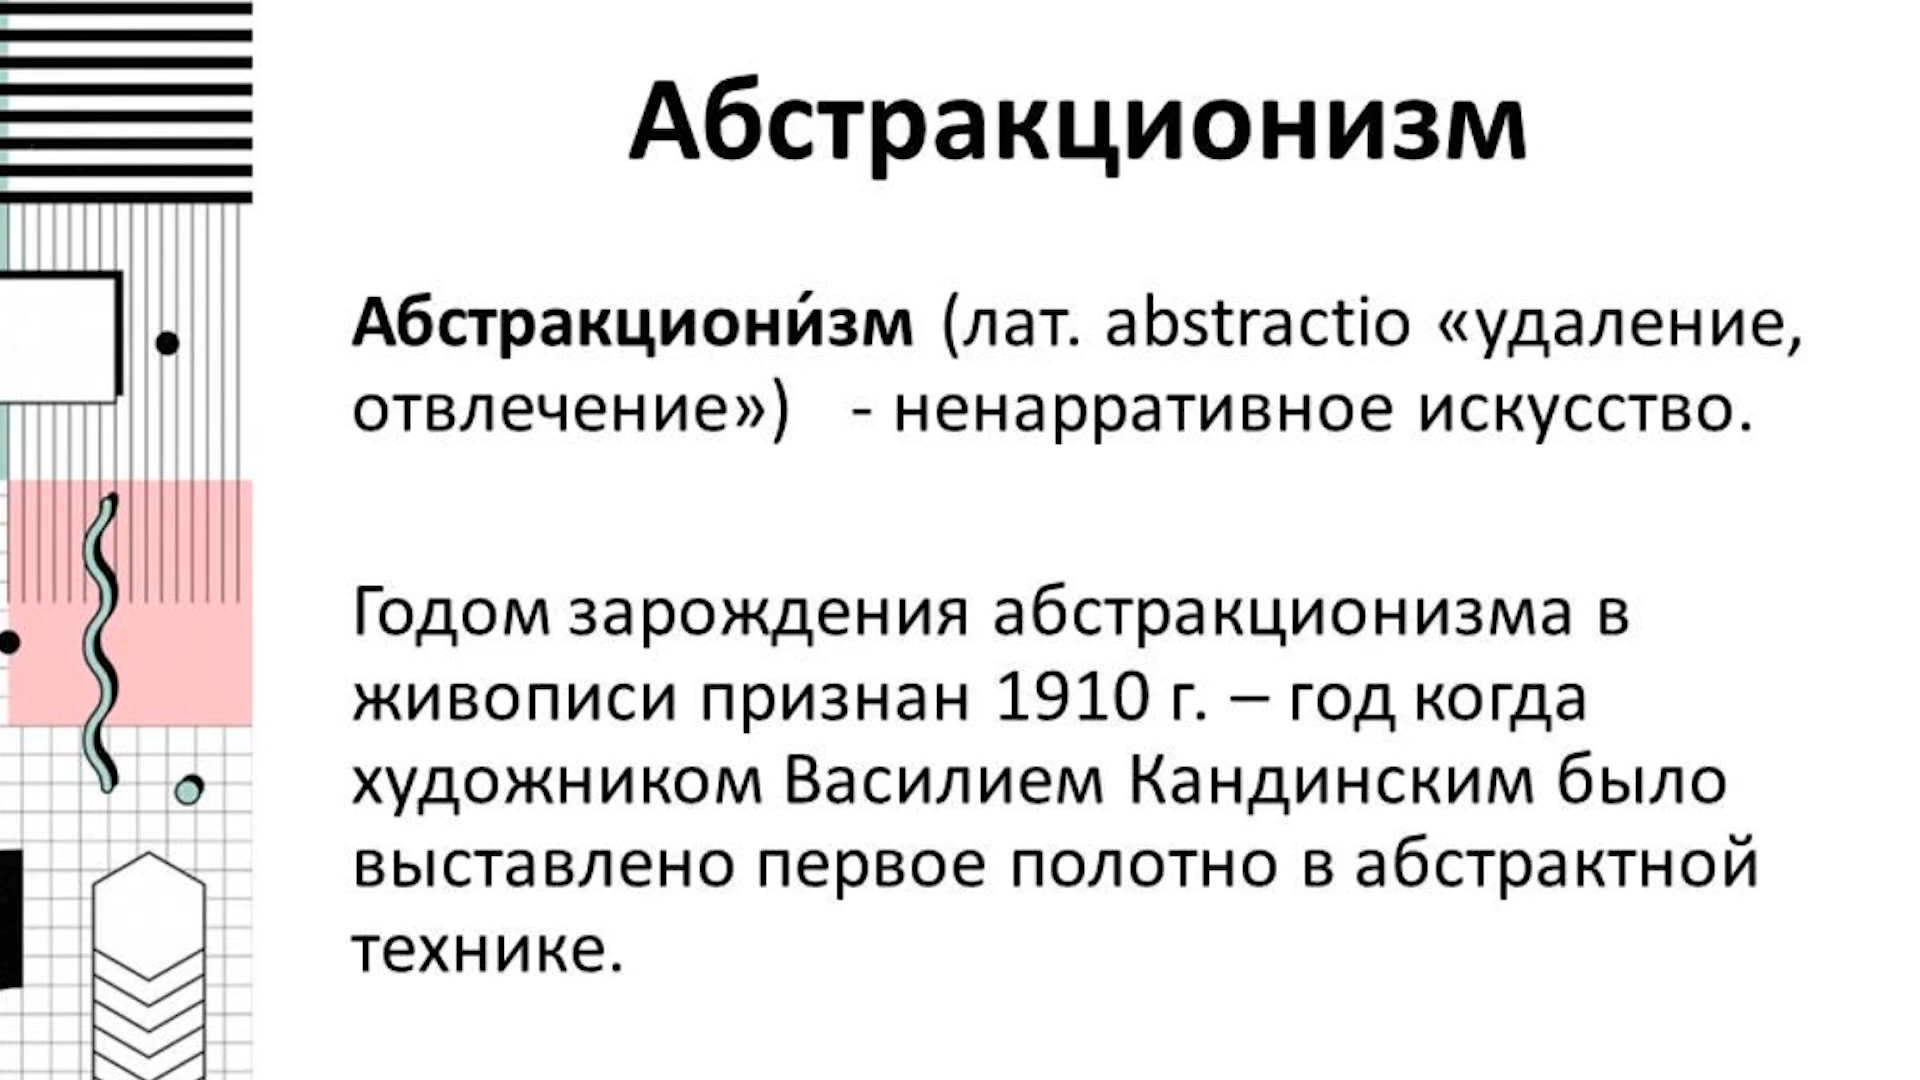 Абстракционизм
Абстракциони́зм (лат. abstractio «удаление,
отвлечение»)   - ненарративное искусство.
Годом зарождения абстракционизма в
живописи признан 1910 г. – год когда
художником Василием Кандинским было
выставлено первое полотно в абстрактной
технике.